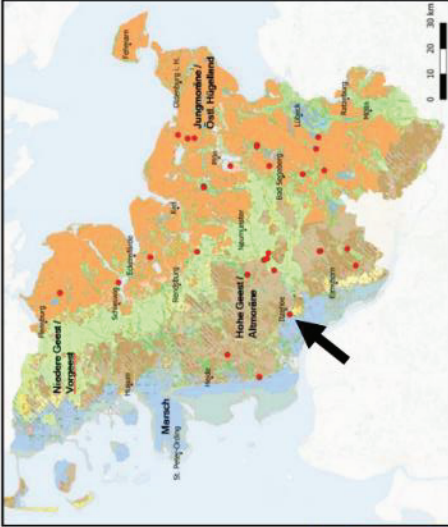 Flensburg
Niedere Geest /
Vorgeest
Schleswig
Husum
Eckernförde
Fehmarn
Marsch
St. Peter-Ording
Rendsburg
Kiel
Oldenburg i. H.
Heide
Jungmoräne /
Östl. Hügelland
Plön
Neumünster
Hohe Geest /
Altmoräne
Bad Segeberg
Itzehoe
Lübeck
Elmshorn
Ratzeburg
Mölln
0 10 20 30 km